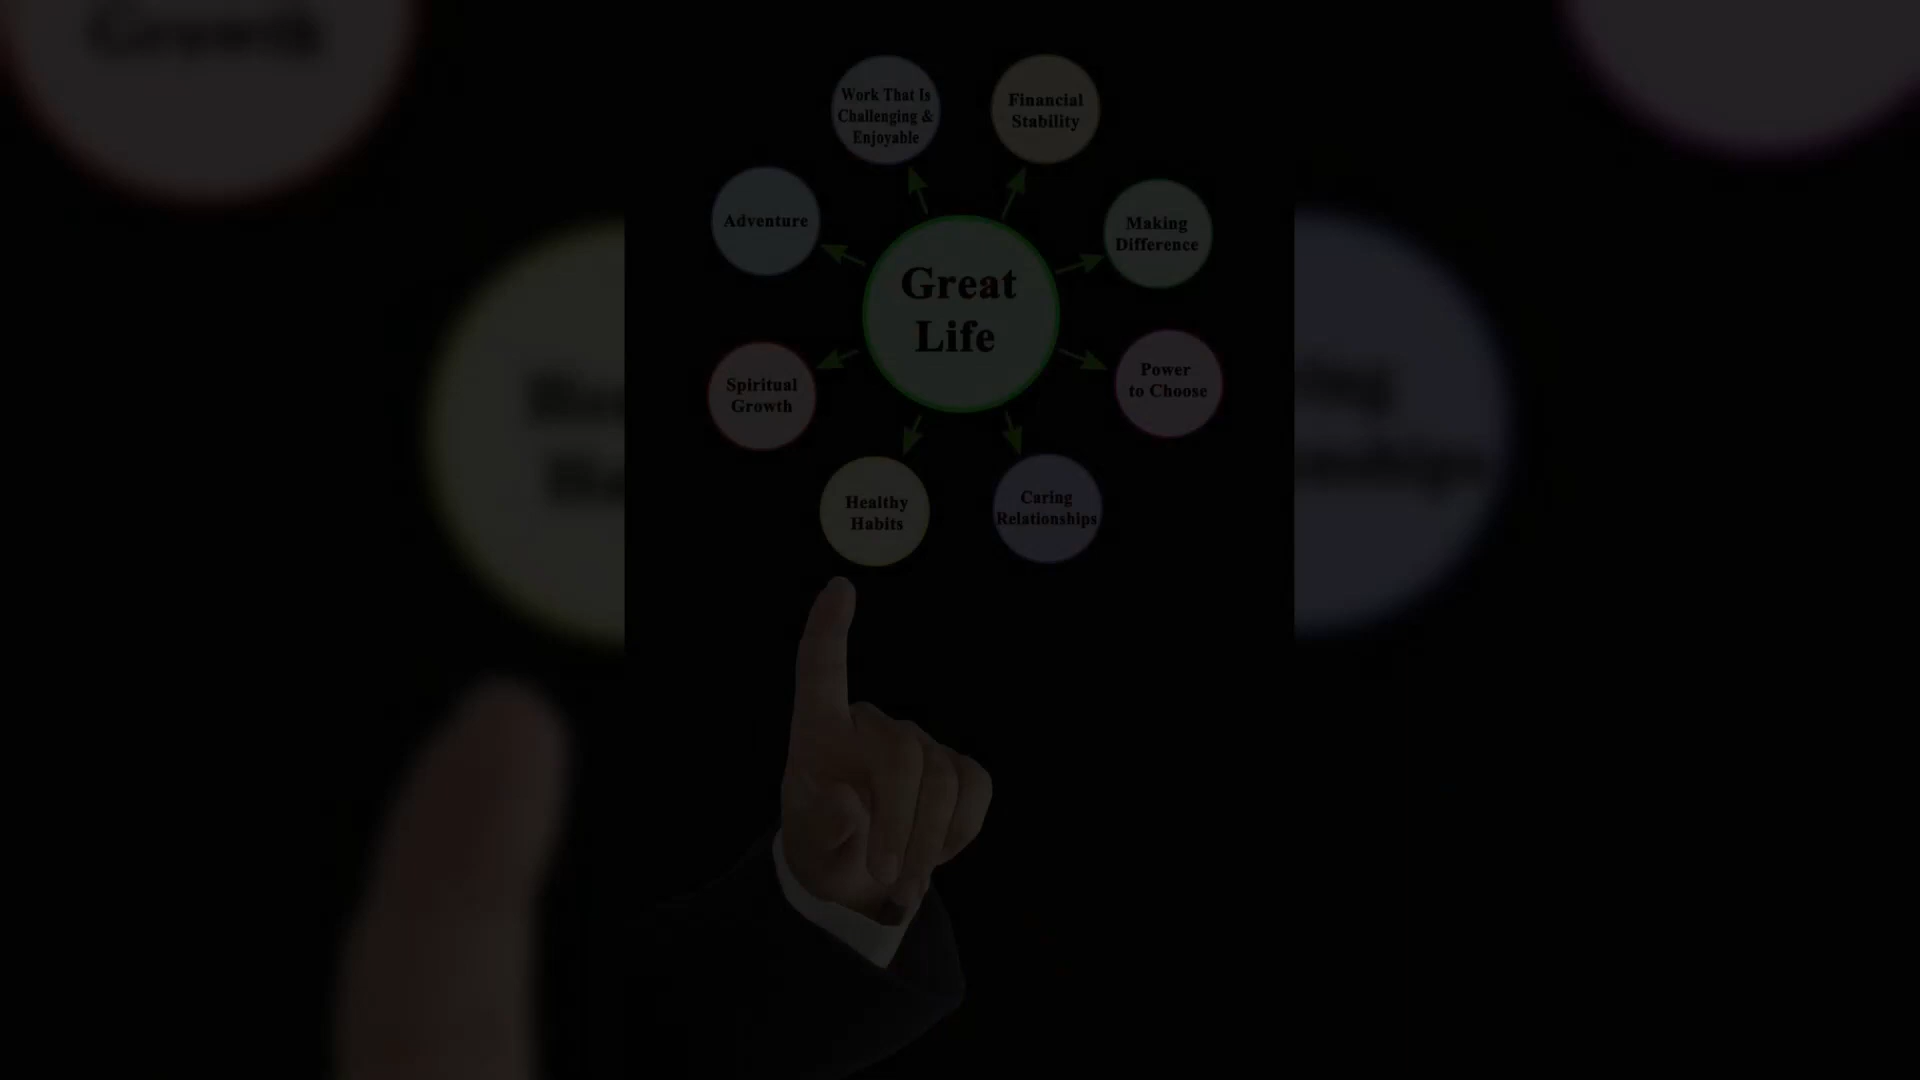 Work That Is
Challenging &
Enjoyable
Financial
Stability
Adventure
Making
Difference
Great
Life
Spiritual
Growth
Power
to Choose
Healthy
Habits
Caring
Relationships
Growth